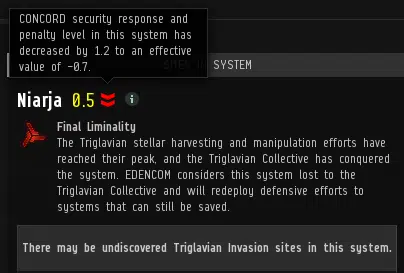 CONCORD security response and
penalty level in this system has
decreased by 1.2 to an effective
value of -0.7.
SITES IN SYSTEM
Niarja 0.5
Final Liminality
The Triglavian stellar harvesting and manipulation efforts have
reached their peak, and the Triglavian Collective has conquered
the system. EDENCOM considers this system lost to the
Triglavian Collective and will redeploy defensive efforts to
systems that can still be saved.
There may be undiscovered Triglavian Invasion sites in this system.